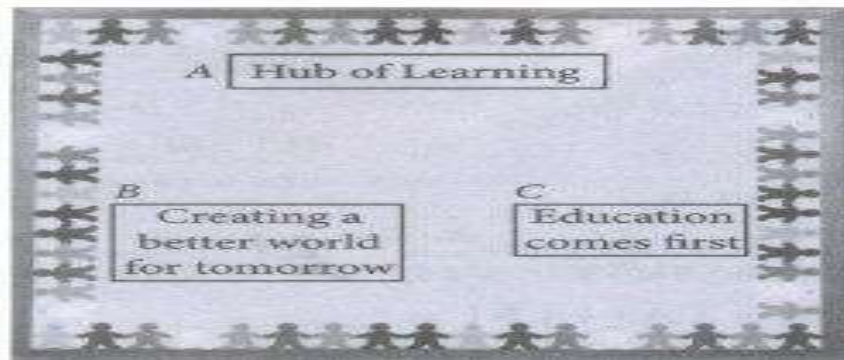 A Hub of Learning
B
Creating a
better world
for tomorrow
C
Education
comes first